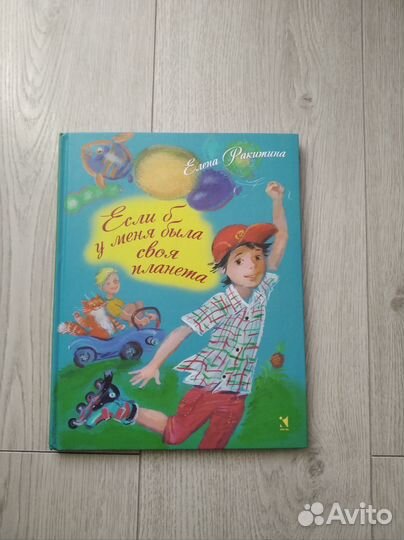 Елена Ракитина
Если б
у меня была
своя
планета
Avito